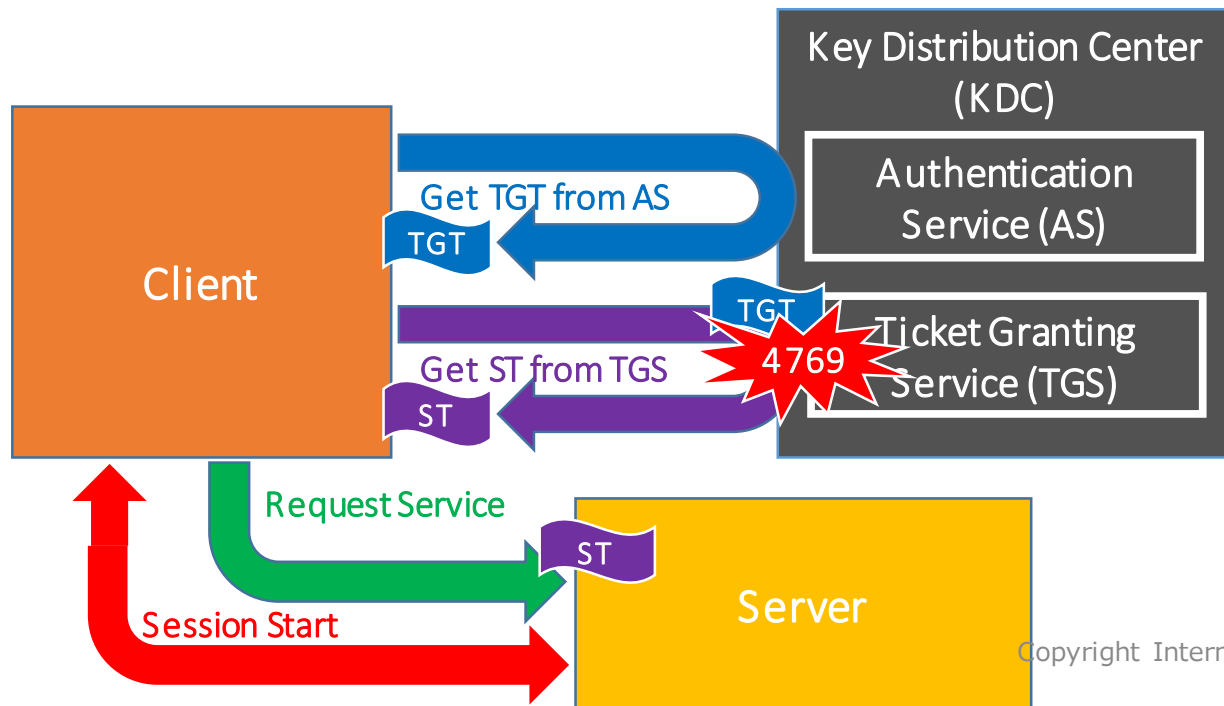 Key Distribution Center
(KDC)
Authentication
Service (AS)
Get TGT from AS
TGT
Client
TGT
Ticket Granting
Service (TGS)
4769
Get ST from TGS
ST
Request Service
ST
Server
Session Start
Copyright